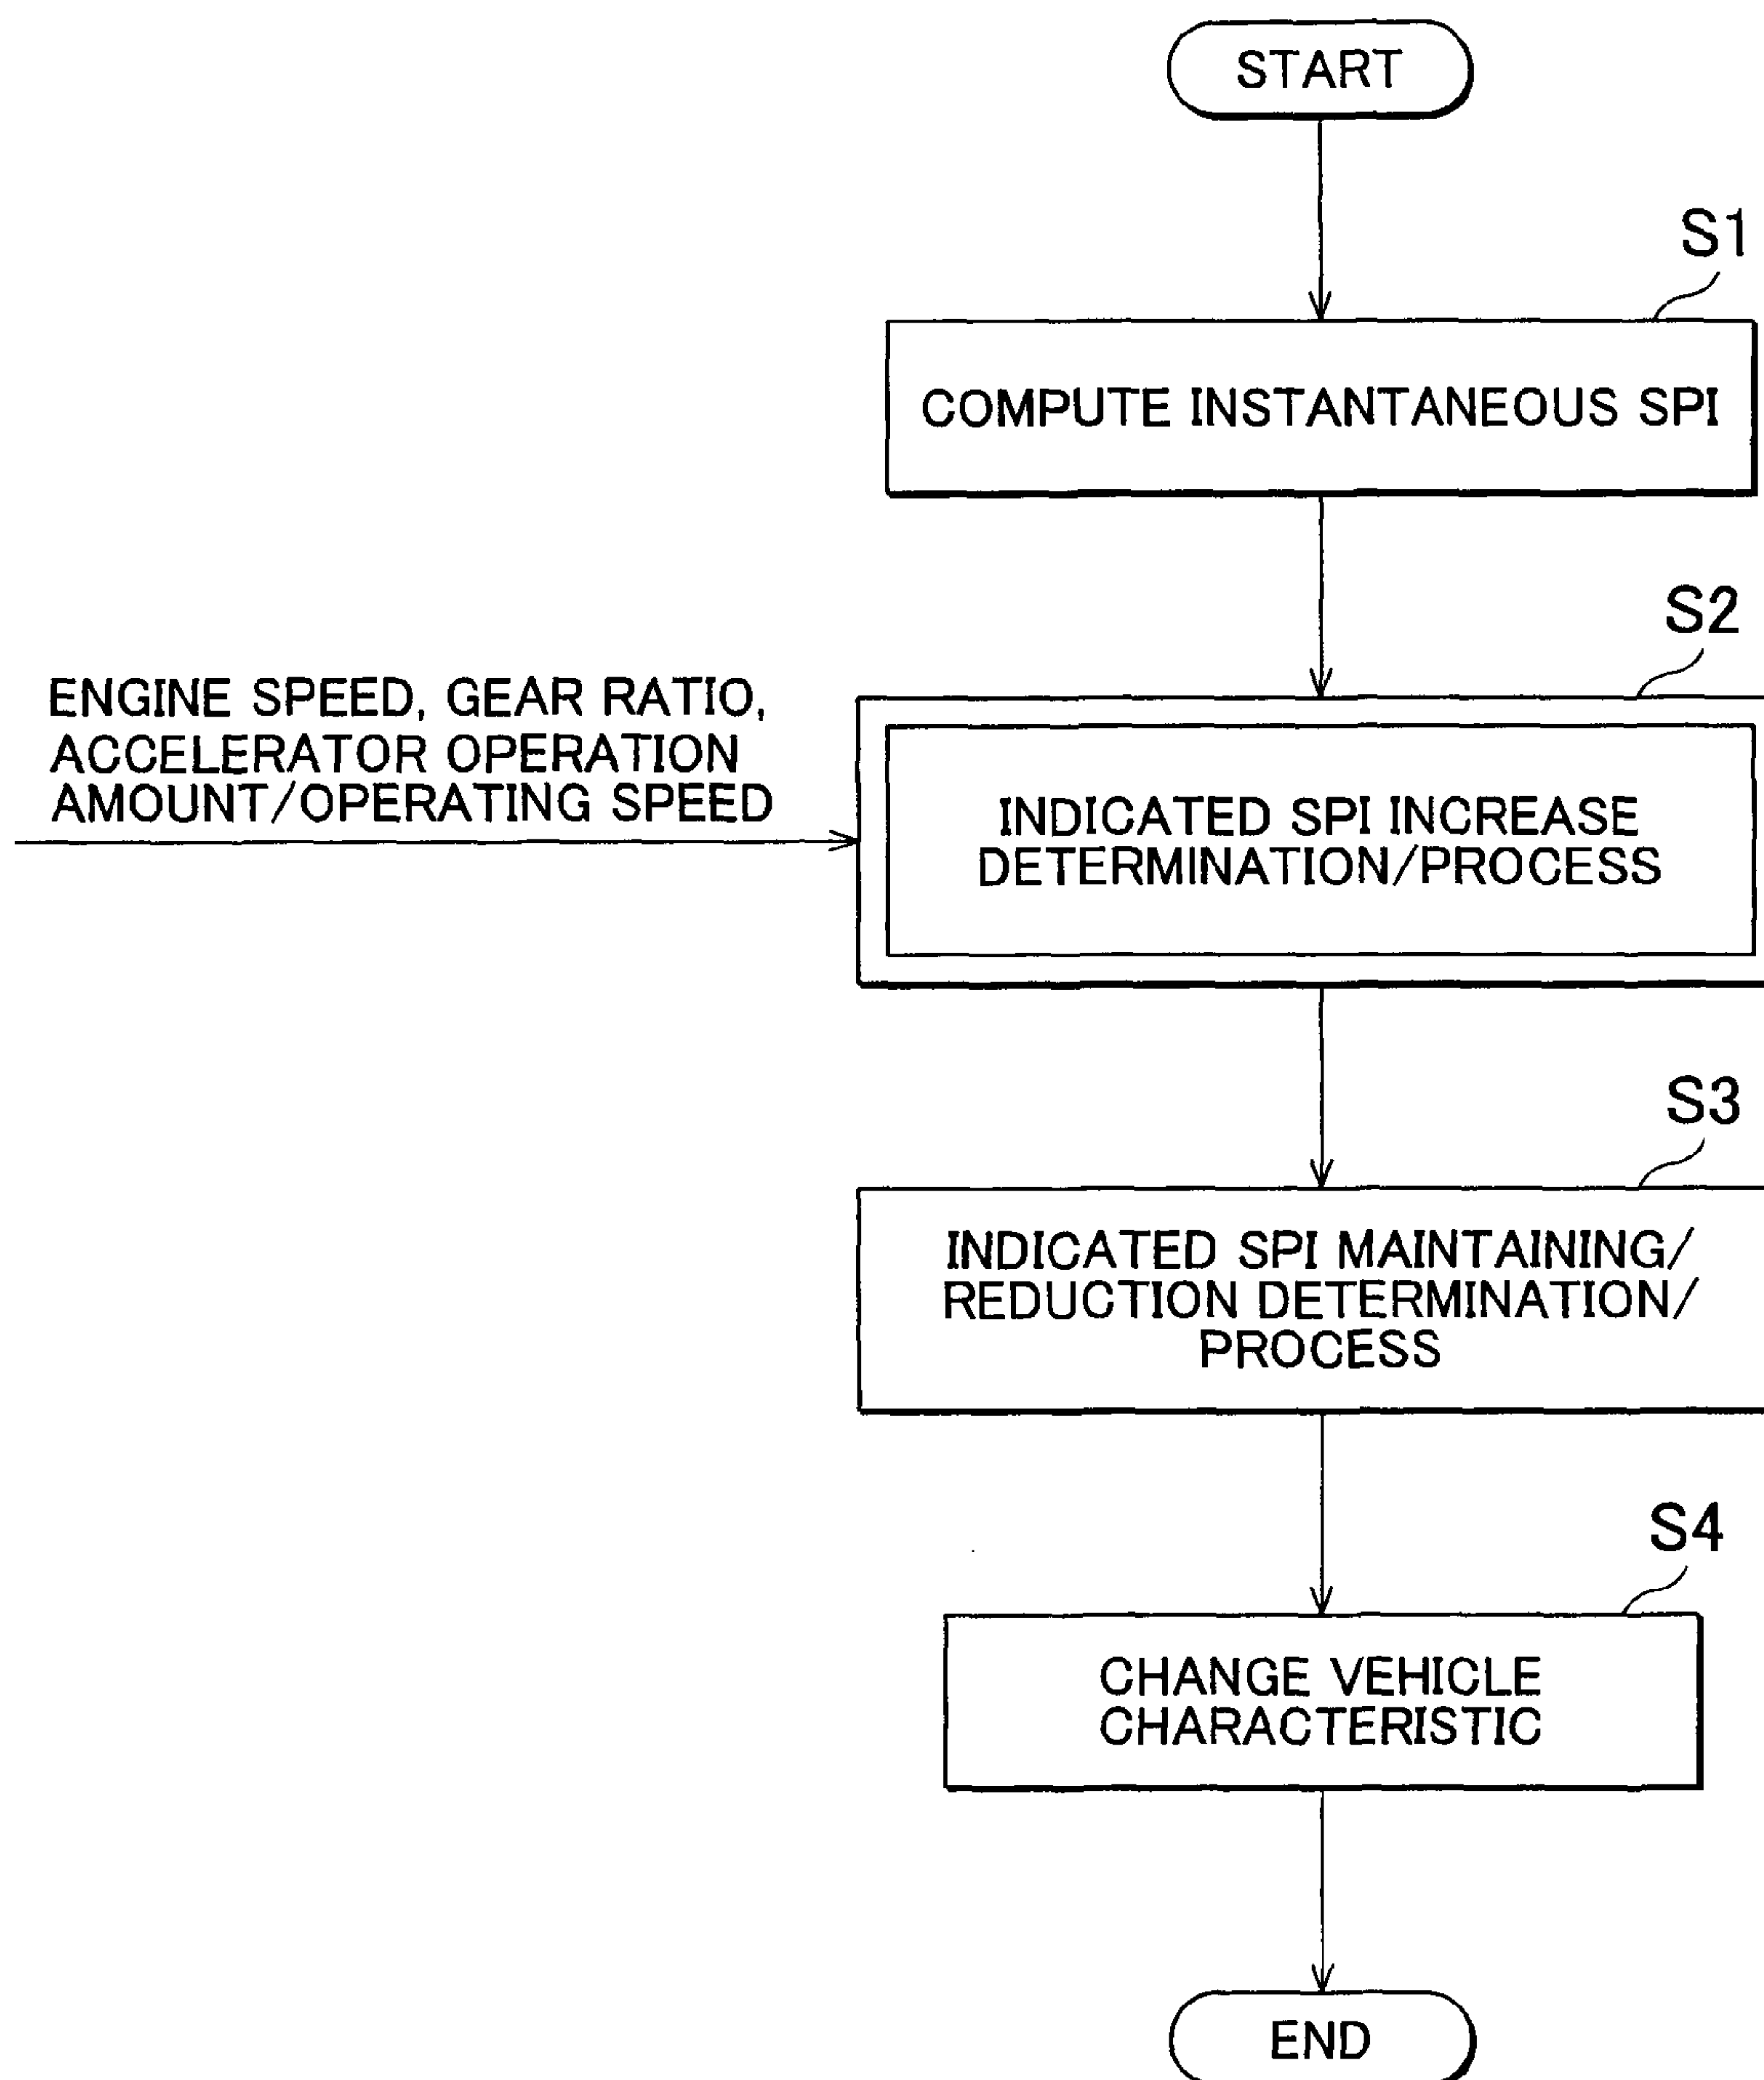 START
S1
COMPUTE INSTANTANEOUS SPI
S2
ENGINE SPEED, GEAR RATIO,
ACCELERATOR OPERATION
AMOUNT/OPERATING SPEED
INDICATED SPI INCREASE
DETERMINATION/PROCESS
S3
INDICATED SPI MAINTAINING/
REDUCTION DETERMINATION/
PROCESS
S4
CHANGE VEHICLE
CHARACTERISTIC
END